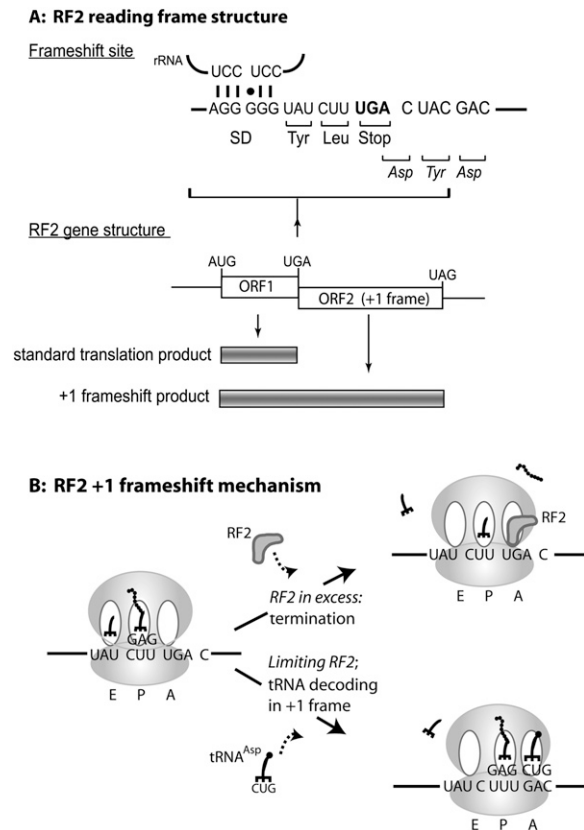 A: RF2 reading frame structure
Frameshift site
rRNA
UCC UCC
AGG GGG UAU CUU UGA C UAC GAC
SD Tyr Leu Stop
Asp Tyr Asp
RF2 gene structure
AUG UGA UAG
ORF1
ORF2 (+1 frame)
standard translation product
+1 frameshift product
B: RF2 +1 frameshift mechanism
RF2
RF2
UAU CUU UGA C
E P A
RF2 in excess:
termination
GAG
UAU CUU UGA C
E P A
Limiting RF2;
tRNA decoding
in +1 frame
tRNAAsp
CUG
GAG CUG
UAU C UUU GAC
E P A